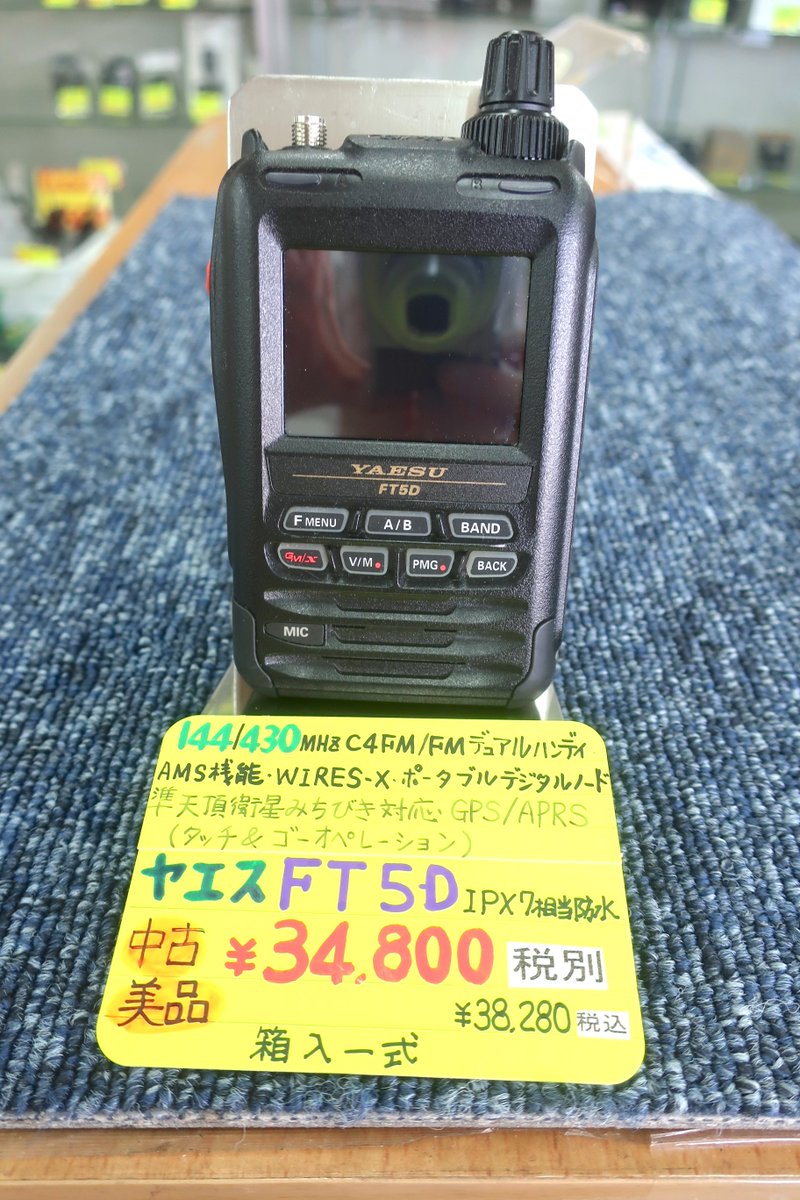 A
B
YAESU
FT5D
F MENU
A/B
BAND
GM/X
V/M
PMG
BACK
MIC
144/430MHz C4FM/FMデュアルハンディ
AMS機能・WIRES-X・ポータブルデジタルノード
準天頂衛星みちびき対応、GPS/APRS
(タッチ&ゴーオペレーション)
ヤエス FT5D IPX7相当防水
中古 ¥34,800 税別
美品 ¥38,280 税込
箱入一式